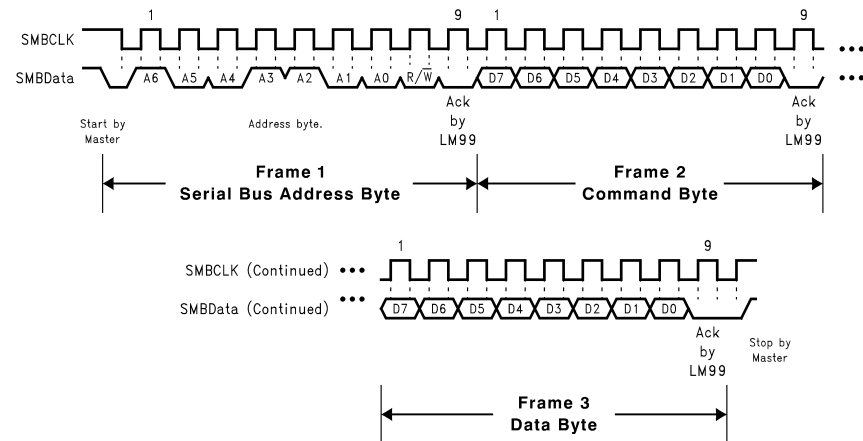 1 9 1 9
SMBCLK
SMBData A6 A5 A4 A3 A2 A1 A0 R/W̅ D7 D6 D5 D4 D3 D2 D1 D0
Start by
Master
Address byte.
Ack
by
LM99
Ack
by
LM99
Frame 1
Serial Bus Address Byte
Frame 2
Command Byte
1 9
SMBCLK (Continued)
SMBData (Continued) D7 D6 D5 D4 D3 D2 D1 D0
Ack
by
LM99
Stop by
Master
Frame 3
Data Byte